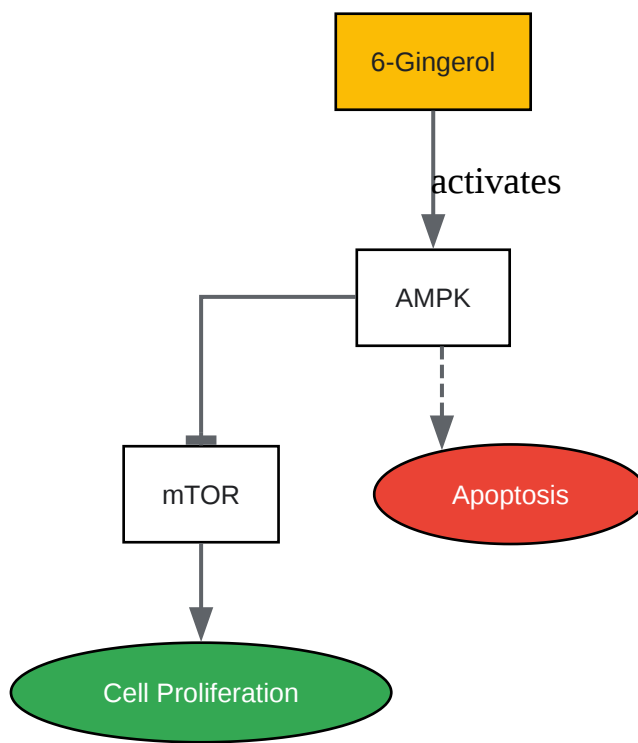 6-Gingerol
activates
AMPK
mTOR
Apoptosis
Cell Proliferation